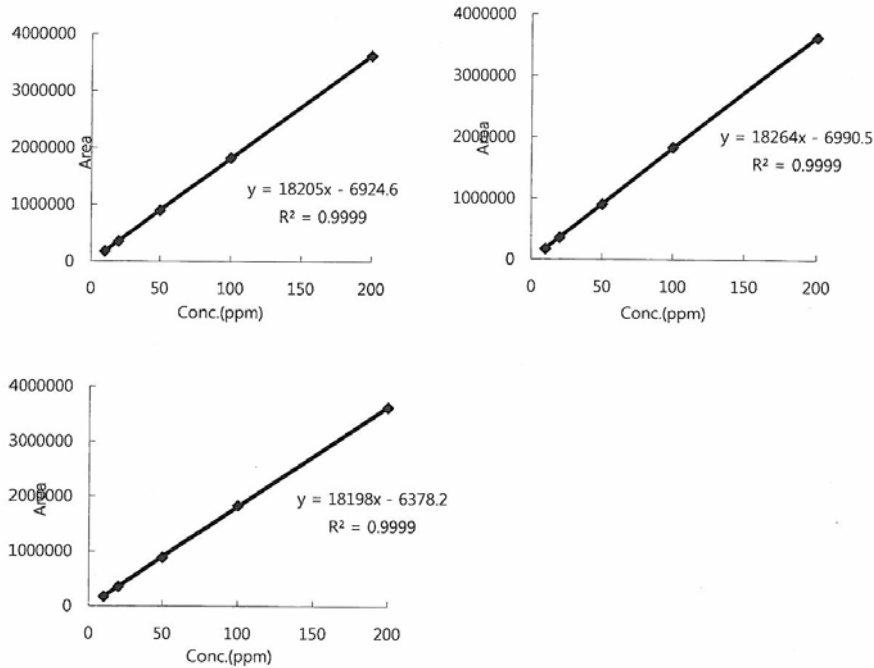 4000000
3000000
2000000
1000000
0
Area
y = 18205x - 6924.6
R² = 0.9999
0 50 100 150 200
Conc.(ppm)
4000000
3000000
2000000
1000000
0
Area
y = 18264x - 6990.5
R² = 0.9999
0 50 100 150 200
Conc.(ppm)
4000000
3000000
2000000
1000000
0
Area
y = 18198x - 6378.2
R² = 0.9999
0 50 100 150 200
Conc.(ppm)